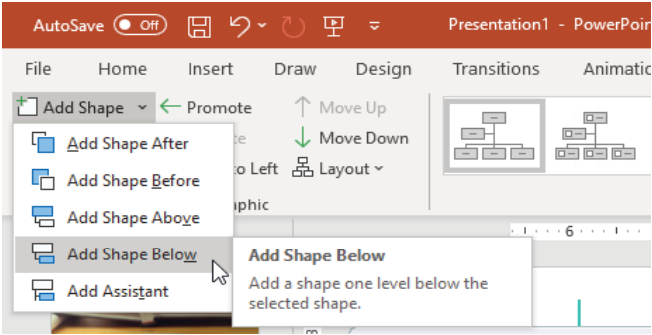 AutoSave Off Presentation1 - PowerPoin
File Home Insert Draw Design Transitions Animatic
Add Shape Promote Move Up
Add Shape After Move Down
Add Shape Before to Left Layout
Add Shape Above phic
6
Add Shape Below
Add Assistant
Add Shape Below
Add a shape one level below the
selected shape.